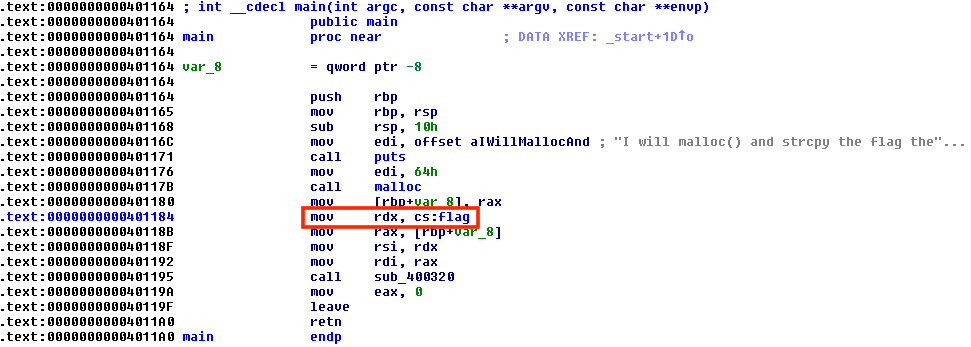 .text:0000000000401164 ; int __cdecl main(int argc, const char **argv, const char **envp)
.text:0000000000401164 public main
.text:0000000000401164 main proc near ; DATA XREF: _start+1D↑o
.text:0000000000401164
.text:0000000000401164 var_8 = qword ptr -8
.text:0000000000401164
.text:0000000000401164 push rbp
.text:0000000000401165 mov rbp, rsp
.text:0000000000401168 sub rsp, 10h
.text:000000000040116C mov edi, offset aIWillMallocAnd ; "I will malloc() and strcpy the flag the"...
.text:0000000000401171 call puts
.text:0000000000401176 mov edi, 64h
.text:000000000040117B call malloc
.text:0000000000401180 mov [rbp+var_8], rax
.text:0000000000401184 mov rdx, cs:flag
.text:000000000040118B mov rax, [rbp+var_8]
.text:000000000040118F mov rsi, rdx
.text:0000000000401192 mov rdi, rax
.text:0000000000401195 call sub_400320
.text:000000000040119A mov eax, 0
.text:000000000040119F leave
.text:00000000004011A0 retn
.text:00000000004011A0 main endp